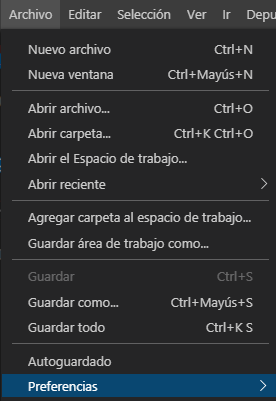 Archivo Editar Selección Ver Ir Depu
Nuevo archivo Ctrl+N
Nueva ventana Ctrl+Mayús+N
Abrir archivo... Ctrl+O
Abrir carpeta... Ctrl+K Ctrl+O
Abrir el Espacio de trabajo...
Abrir reciente
Agregar carpeta al espacio de trabajo...
Guardar área de trabajo como...
Guardar Ctrl+S
Guardar como... Ctrl+Mayús+S
Guardar todo Ctrl+K S
Autoguardado
Preferencias